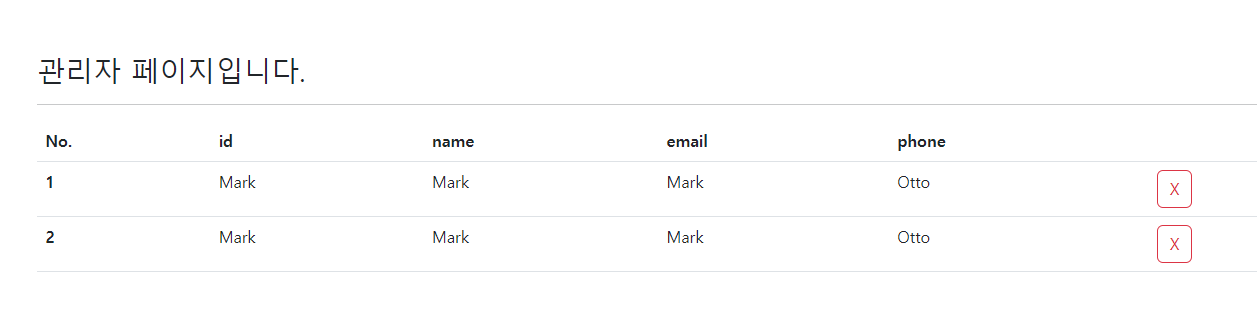 관리자 페이지입니다.
No. id name email phone
1 Mark Mark Mark Otto X
2 Mark Mark Mark Otto X